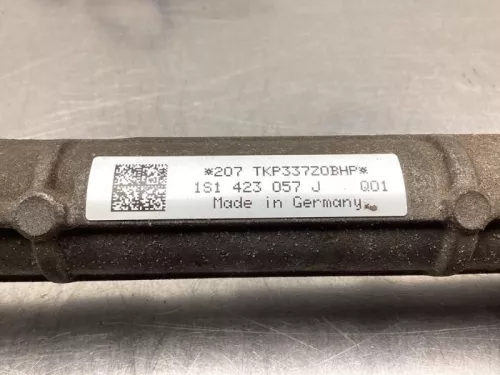 *207 TKP337Z0BHP*
1S1 423 057 J Q01
Made in Germany